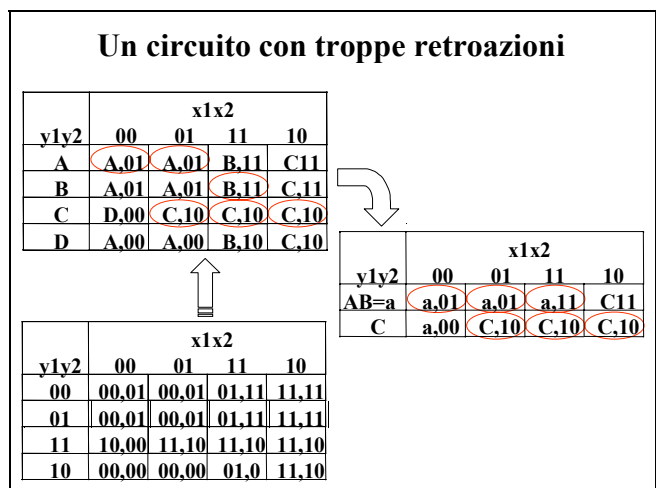 Un circuito con troppe retroazioni
x1x2
y1y2 00 01 11 10
A A,01 A,01 B,11 C11
B A,01 A,01 B,11 C,11
C D,00 C,10 C,10 C,10
D A,00 A,00 B,10 C,10
x1x2
y1y2 00 01 11 10
AB=a a,01 a,01 a,11 C11
C a,00 C,10 C,10 C,10
x1x2
y1y2 00 01 11 10
00 00,01 00,01 01,11 11,11
01 00,01 00,01 01,11 11,11
11 10,00 11,10 11,10 11,10
10 00,00 00,00 01,0 11,10